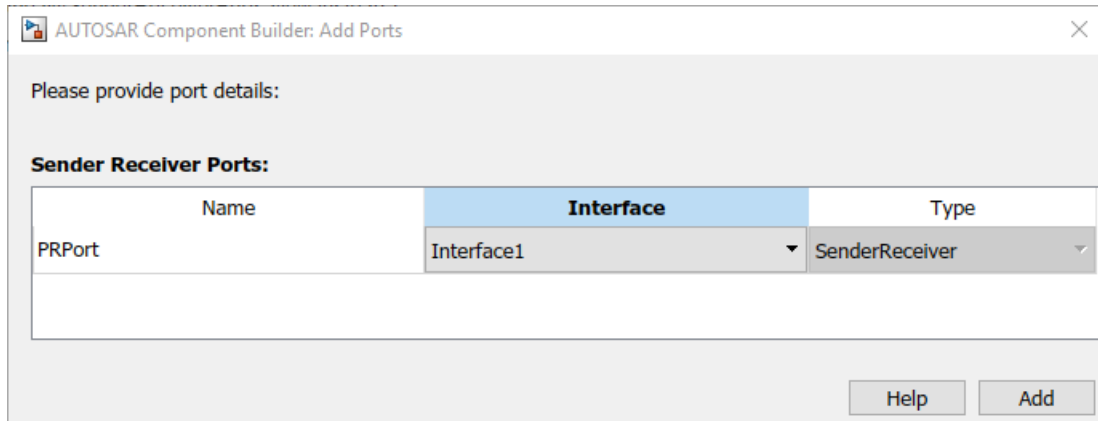 AUTOSAR Component Builder: Add Ports
Please provide port details:
Sender Receiver Ports:
Name Interface Type
PRPort Interface1 SenderReceiver
Help Add